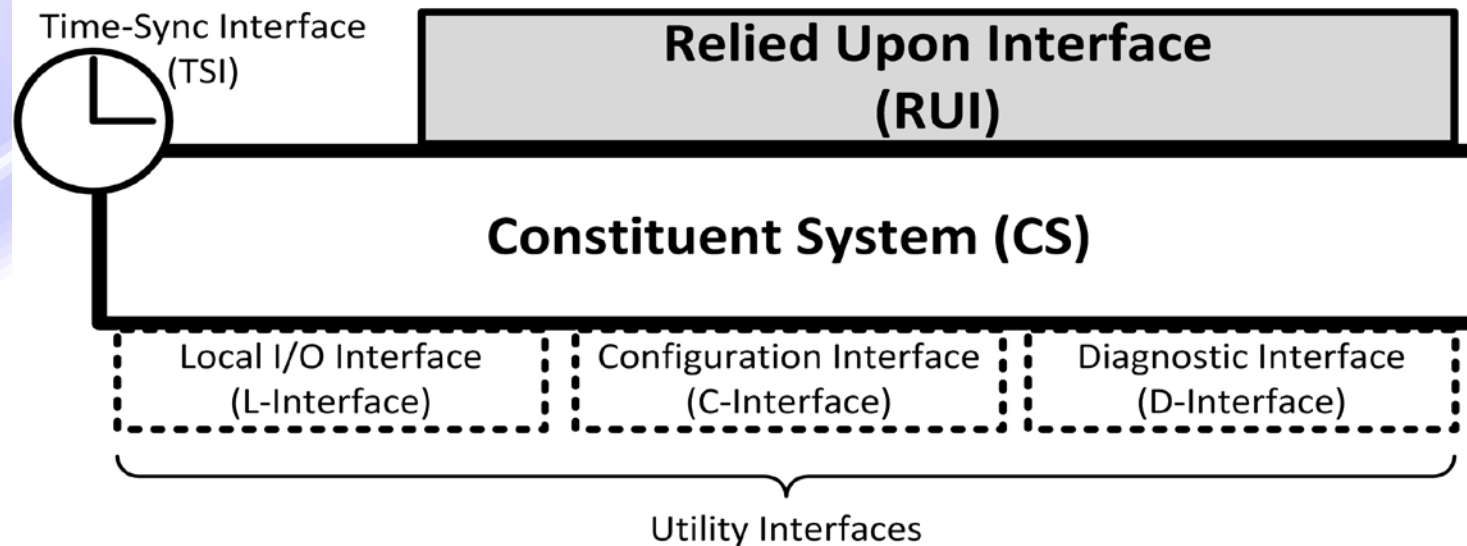 Time-Sync Interface
(TSI)
Relied Upon Interface
(RUI)
Constituent System (CS)
Local I/O Interface
(L-Interface)
Configuration Interface
(C-Interface)
Diagnostic Interface
(D-Interface)
Utility Interfaces